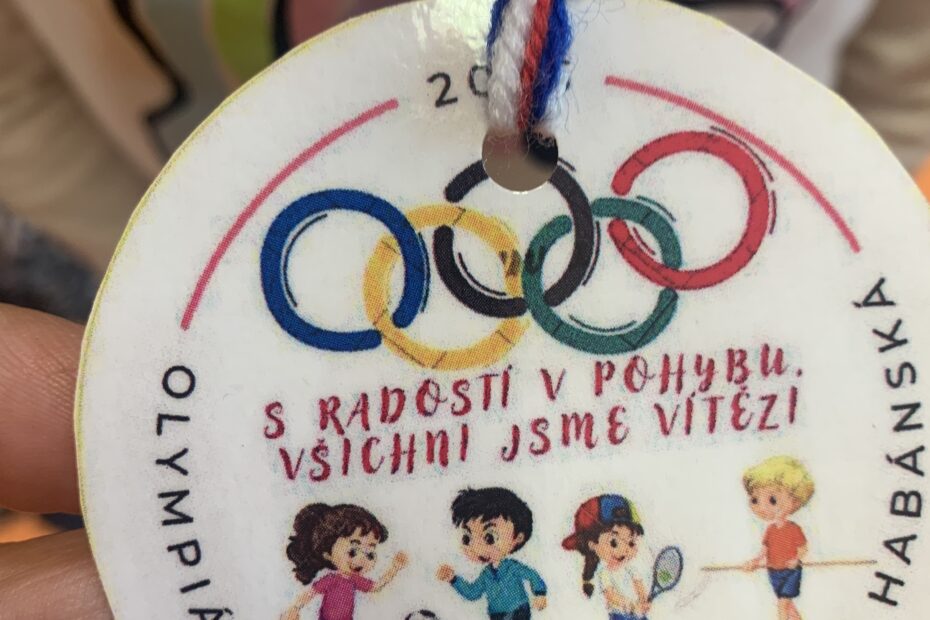 S RADOSTÍ V POHYBU.
VŠICHNI JSME VÍTĚZI
HABÁNSKÁ